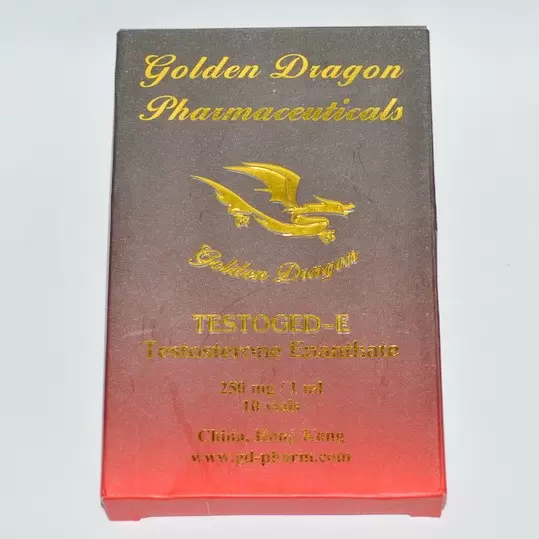 Golden Dragon
Pharmaceuticals
Golden Dragon
TESTOGED-E
Testosterone Enanthate
250 mg / 1 ml
10 vials
China, Hong Kong
www.gd-pharm.com